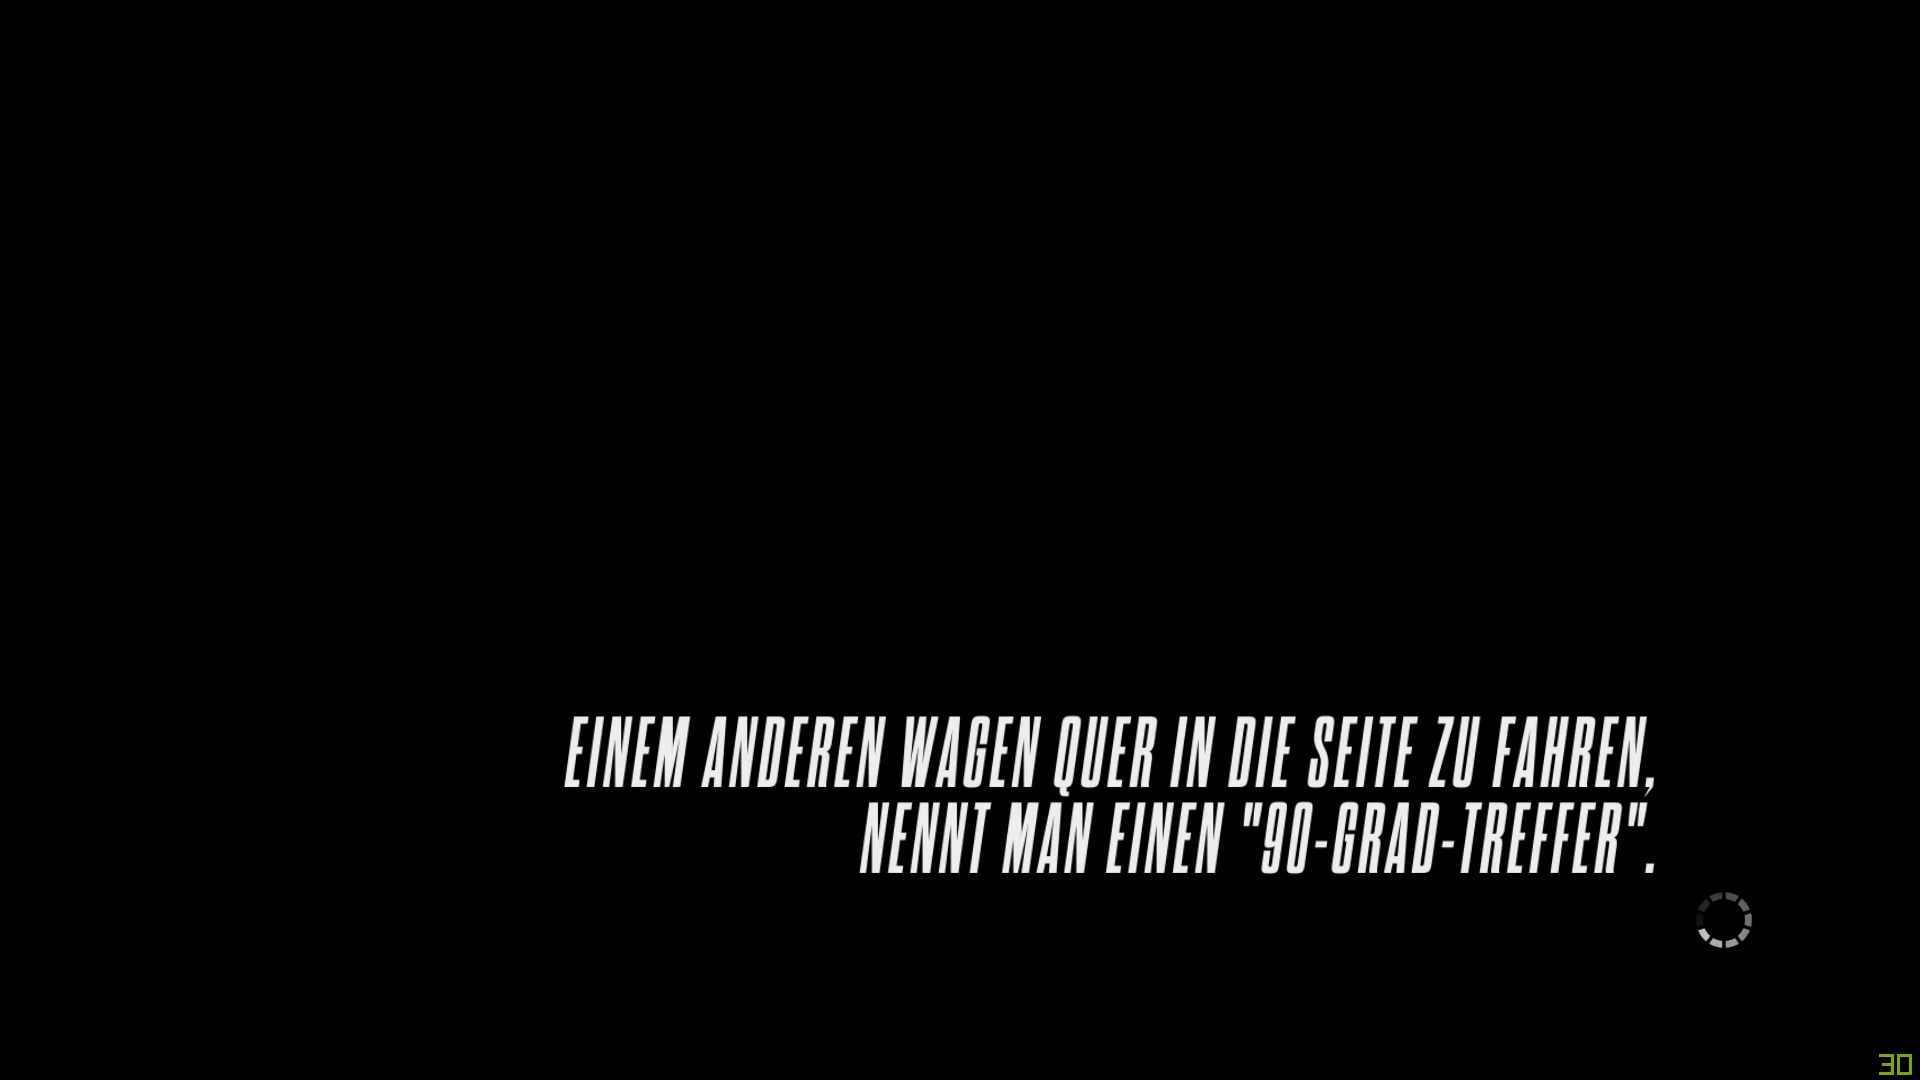 EINEM ANDEREN WAGEN QUER IN DIE SEITE ZU FAHREN,
NENNT MAN EINEN "90-GRAD-TREFFER".
30